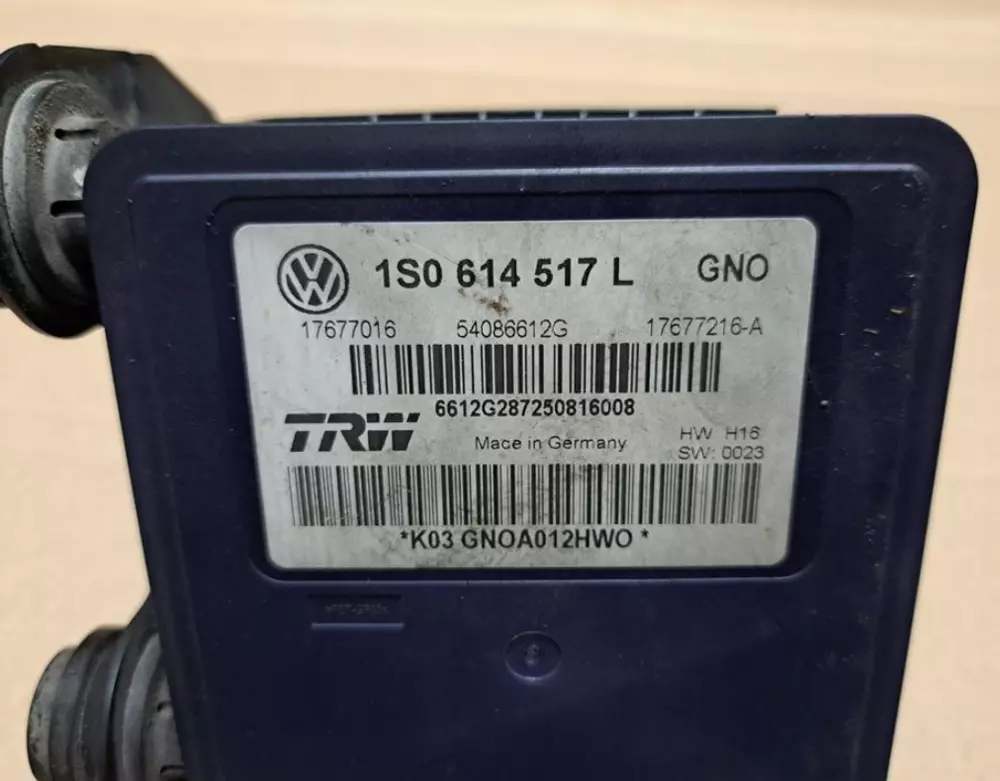 1S0 614 517 L GNO
17677016 54086612G 17677216-A
6612G287250816008
TRW Made in Germany HW H16
SW: 0023
*K03 GNOA012HWO *